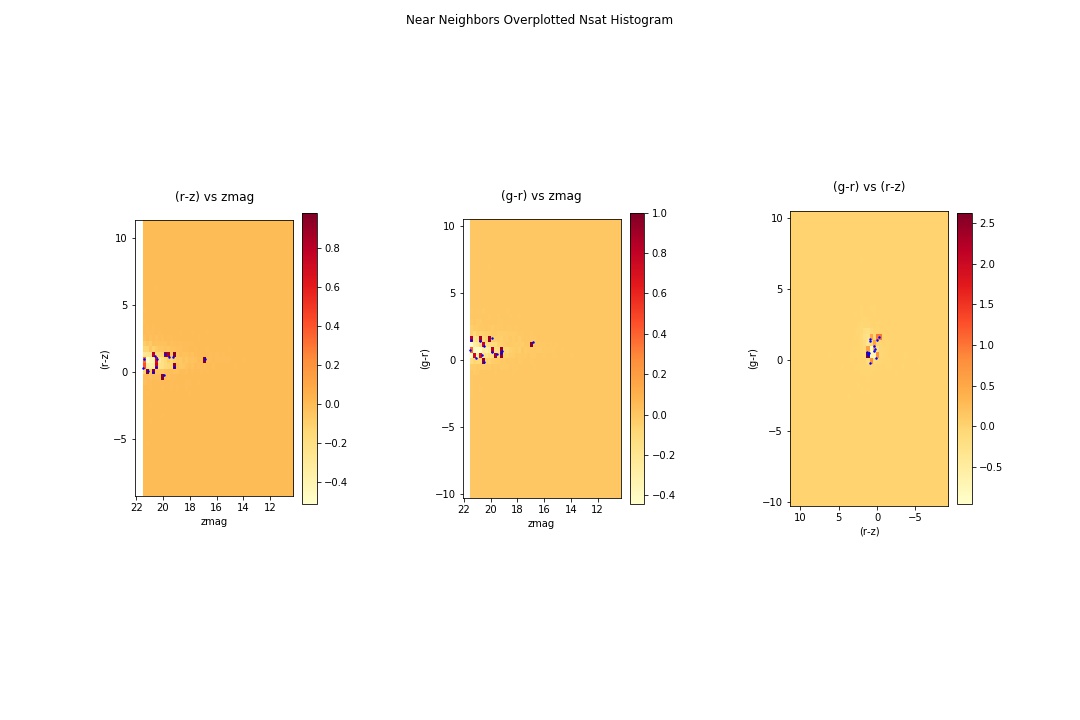 Near Neighbors Overplotted Nsat Histogram
(r-z) vs zmag
10
5
0
−5
(r-z)
22 20 18 16 14 12
zmag
0.8
0.6
0.4
0.2
0.0
−0.2
−0.4
(g-r) vs zmag
10
5
0
−5
−10
(g-r)
22 20 18 16 14 12
zmag
1.0
0.8
0.6
0.4
0.2
0.0
−0.2
−0.4
(g-r) vs (r-z)
10
5
0
−5
−10
(g-r)
10 5 0 −5
(r-z)
2.5
2.0
1.5
1.0
0.5
0.0
−0.5